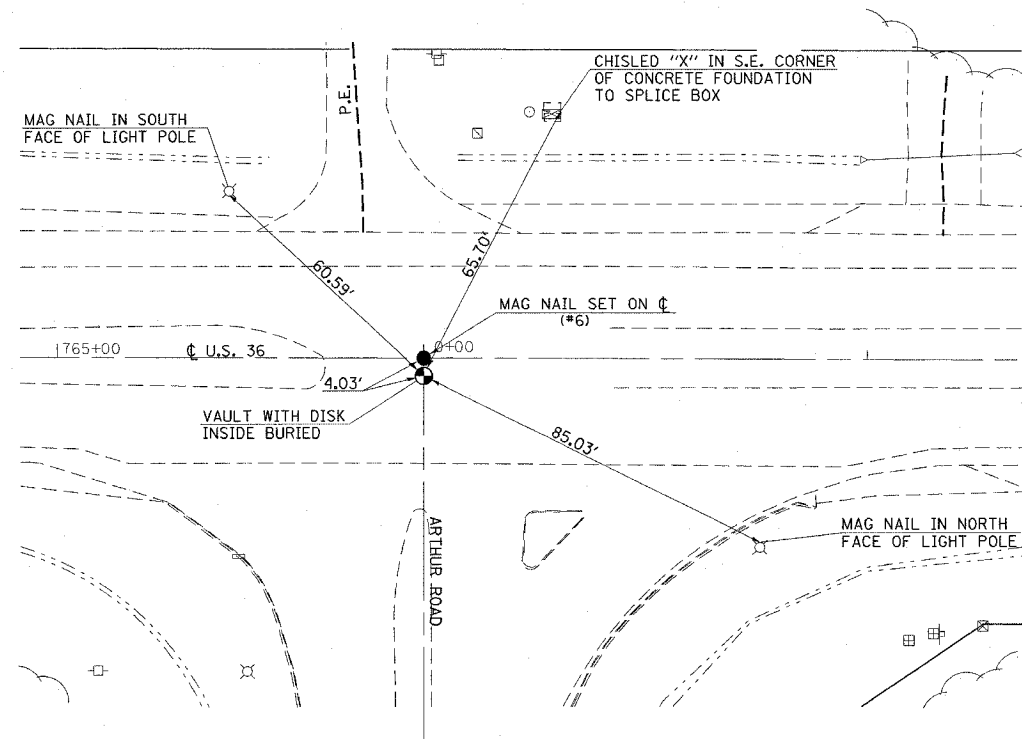 CHISLED "X" IN S.E. CORNER
OF CONCRETE FOUNDATION
TO SPLICE BOX
P.E.
MAG NAIL IN SOUTH
FACE OF LIGHT POLE
60.59'
65.70'
MAG NAIL SET ON ℄
(#6)
765+00
℄ U.S. 36
0+00
4.03'
VAULT WITH DISK
INSIDE BURIED
85.03'
ARTHUR ROAD
MAG NAIL IN NORTH
FACE OF LIGHT POLE